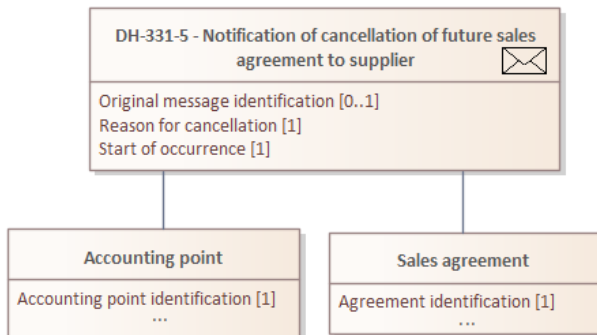 DH-331-5 - Notification of cancellation of future sales
agreement to supplier
Original message identification [0..1]
Reason for cancellation [1]
Start of occurrence [1]
Accounting point
Accounting point identification [1]
...
Sales agreement
Agreement identification [1]
...